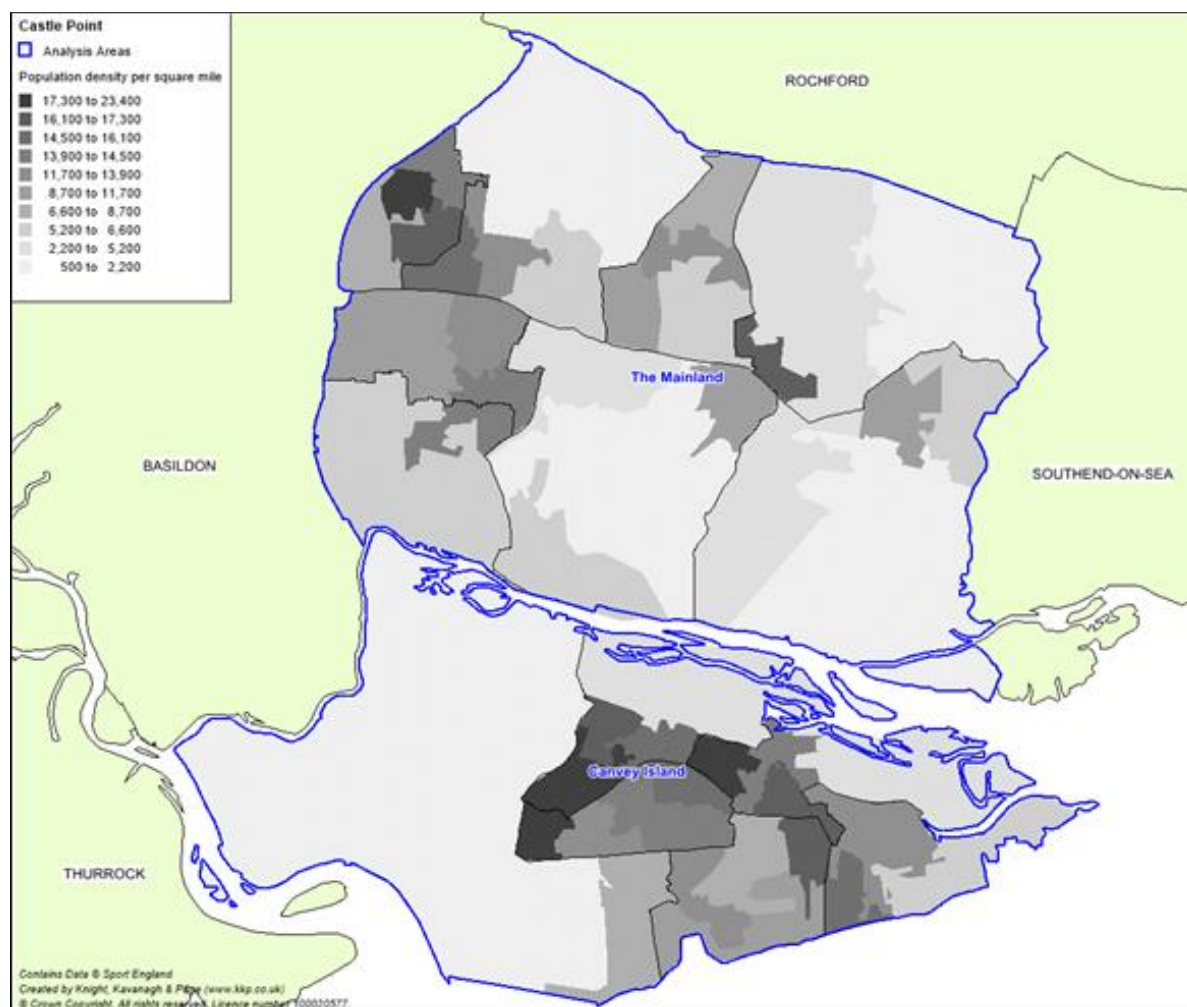 Castle Point
Analysis Areas
Population density per square mile
17,300 to 23,400
16,100 to 17,300
14,500 to 16,100
13,900 to 14,500
11,700 to 13,900
8,700 to 11,700
6,600 to 8,700
5,200 to 6,600
2,200 to 5,200
500 to 2,200
ROCHFORD
The Mainland
BASILDON
SOUTHEND-ON-SEA
Canvey Island
THURROCK
Contains Data © Sport England
Created by Knight, Kavanagh & Page (www.kkp.co.uk)
© Crown Copyright. All rights reserved. Licence number 100020577